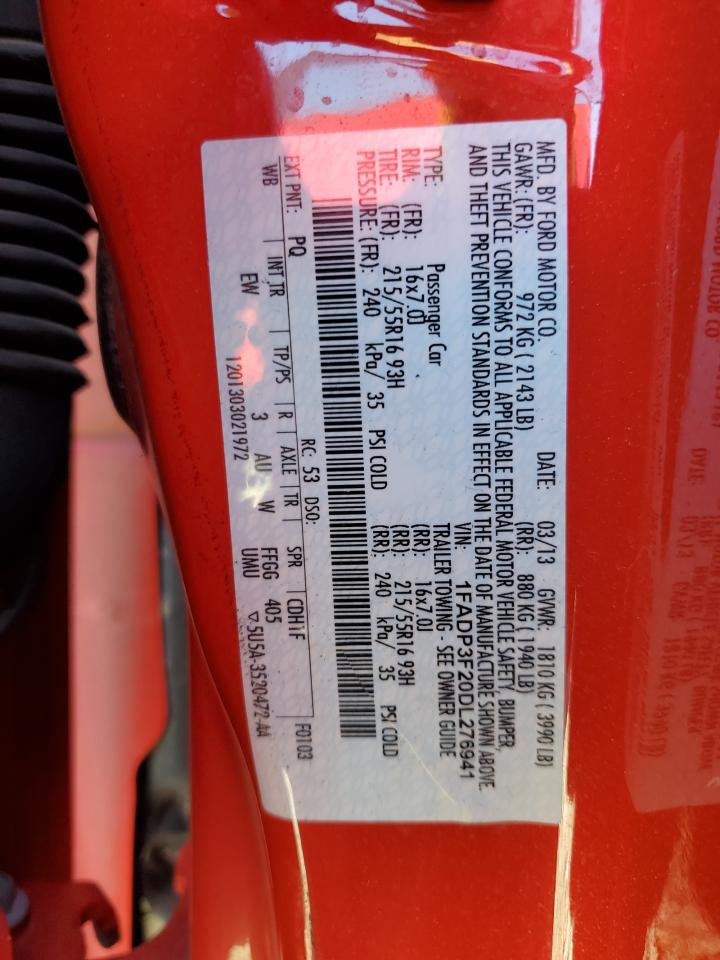 MFD. BY FORD MOTOR CO. DATE: 03/13 GVWR: 1810 KG ( 3990 LB)
GAWR: (FR): 972 KG ( 2143 LB) (RR): 880 KG ( 1940 LB)
THIS VEHICLE CONFORMS TO ALL APPLICABLE FEDERAL MOTOR VEHICLE SAFETY, BUMPER,
AND THEFT PREVENTION STANDARDS IN EFFECT ON THE DATE OF MANUFACTURE SHOWN ABOVE.
VIN: 1FADP3F20DL276941
TYPE: Passenger Car TRAILER TOWING - SEE OWNER GUIDE
RIM: (FR): 16x7.0J (RR): 16x7.0J
TIRE: (FR): 215/55R16 93H (RR): 215/55R16 93H
PRESSURE: (FR): 240 kPa/ 35 PSI COLD (RR): 240 kPa/ 35 PSI COLD
F0103
RC: 53 DSO: CDH1F
EXT PNT: PQ INT TR TP/PS R AXLE TR SPR
WB EW 3 AU W FFGG 405
UMU
1201303021972 5U5A-3520472-AA